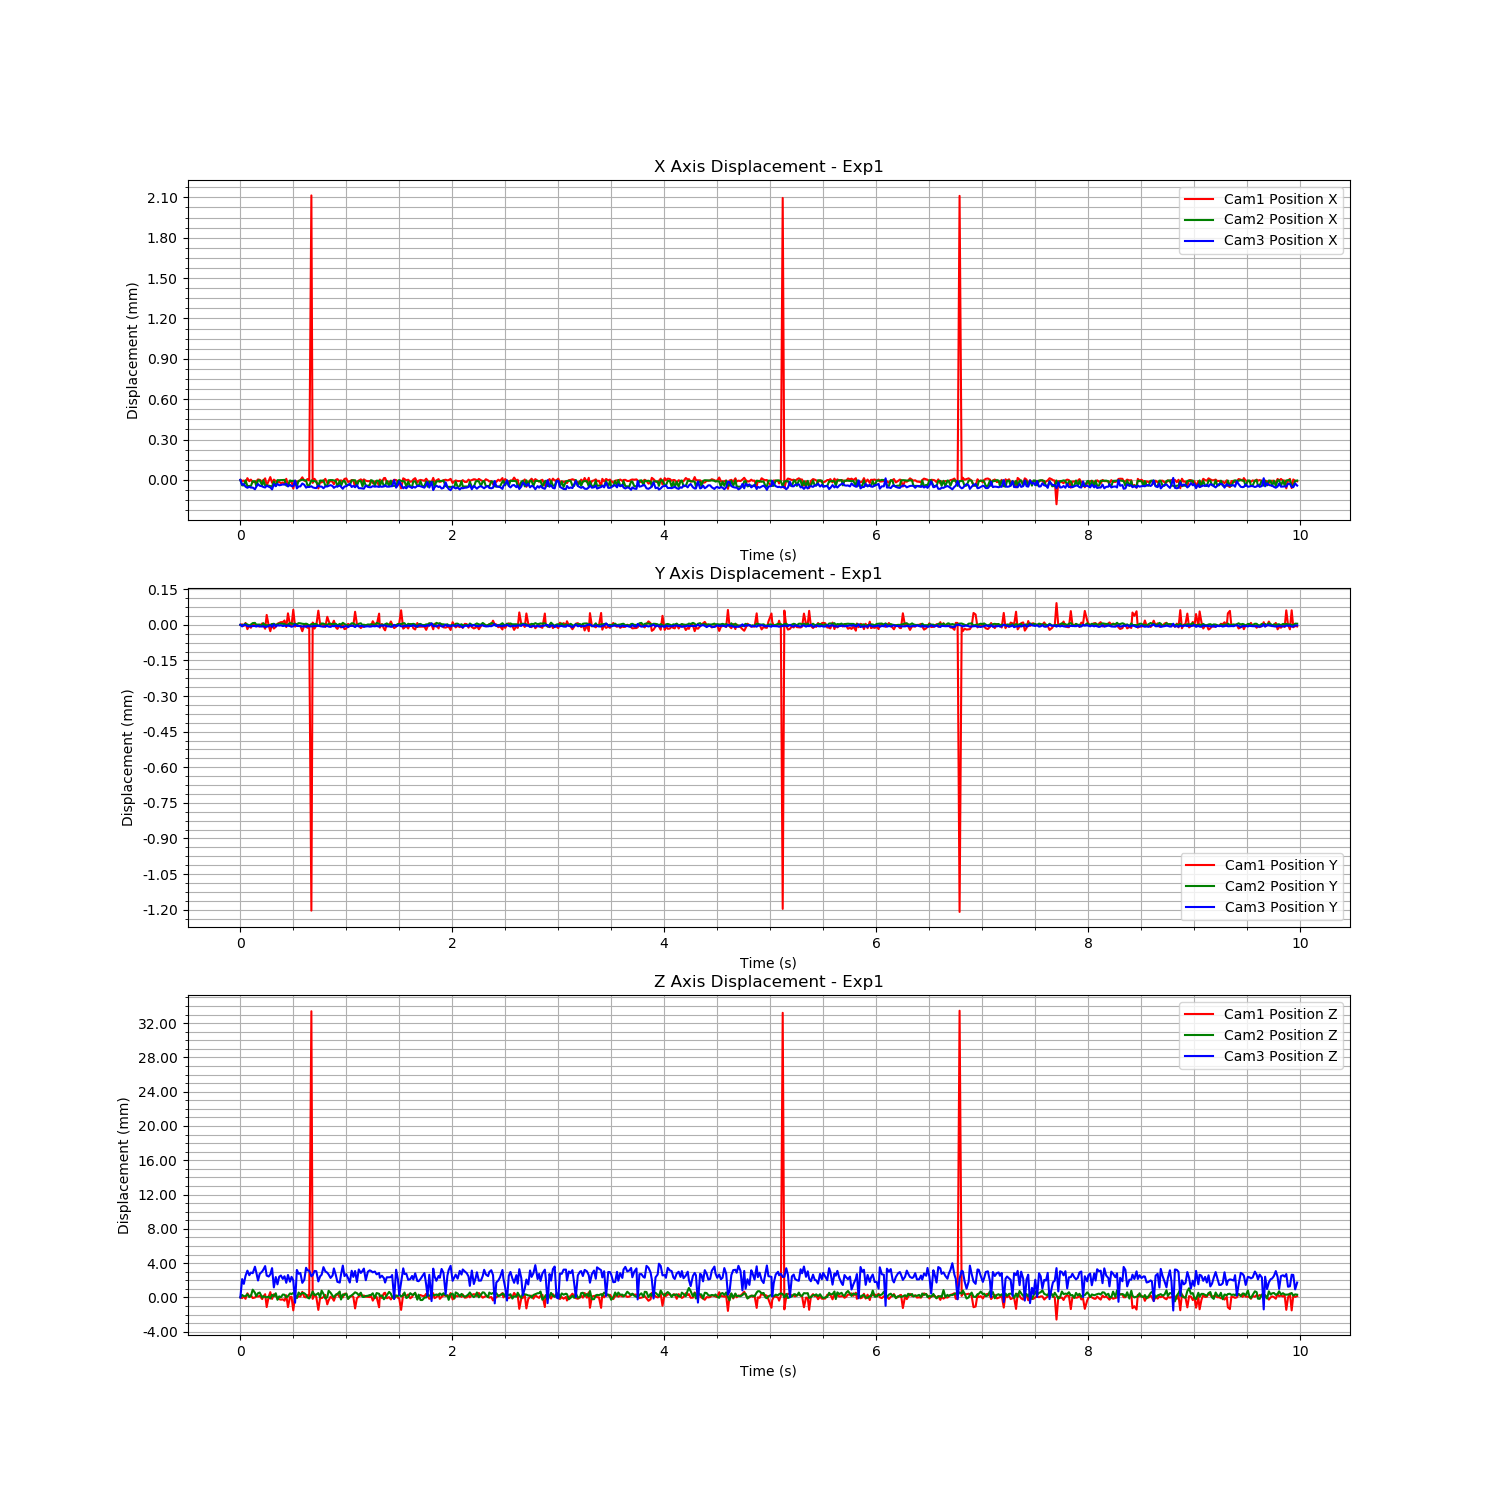 X Axis Displacement - Exp1
Displacement (mm)
2.10
1.80
1.50
1.20
0.90
0.60
0.30
0.00
Cam1 Position X
Cam2 Position X
Cam3 Position X
0 2 4 6 8 10
Time (s)
Y Axis Displacement - Exp1
Displacement (mm)
0.15
0.00
-0.15
-0.30
-0.45
-0.60
-0.75
-0.90
-1.05
-1.20
Cam1 Position Y
Cam2 Position Y
Cam3 Position Y
0 2 4 6 8 10
Time (s)
Z Axis Displacement - Exp1
Displacement (mm)
32.00
28.00
24.00
20.00
16.00
12.00
8.00
4.00
0.00
-4.00
Cam1 Position Z
Cam2 Position Z
Cam3 Position Z
0 2 4 6 8 10
Time (s)